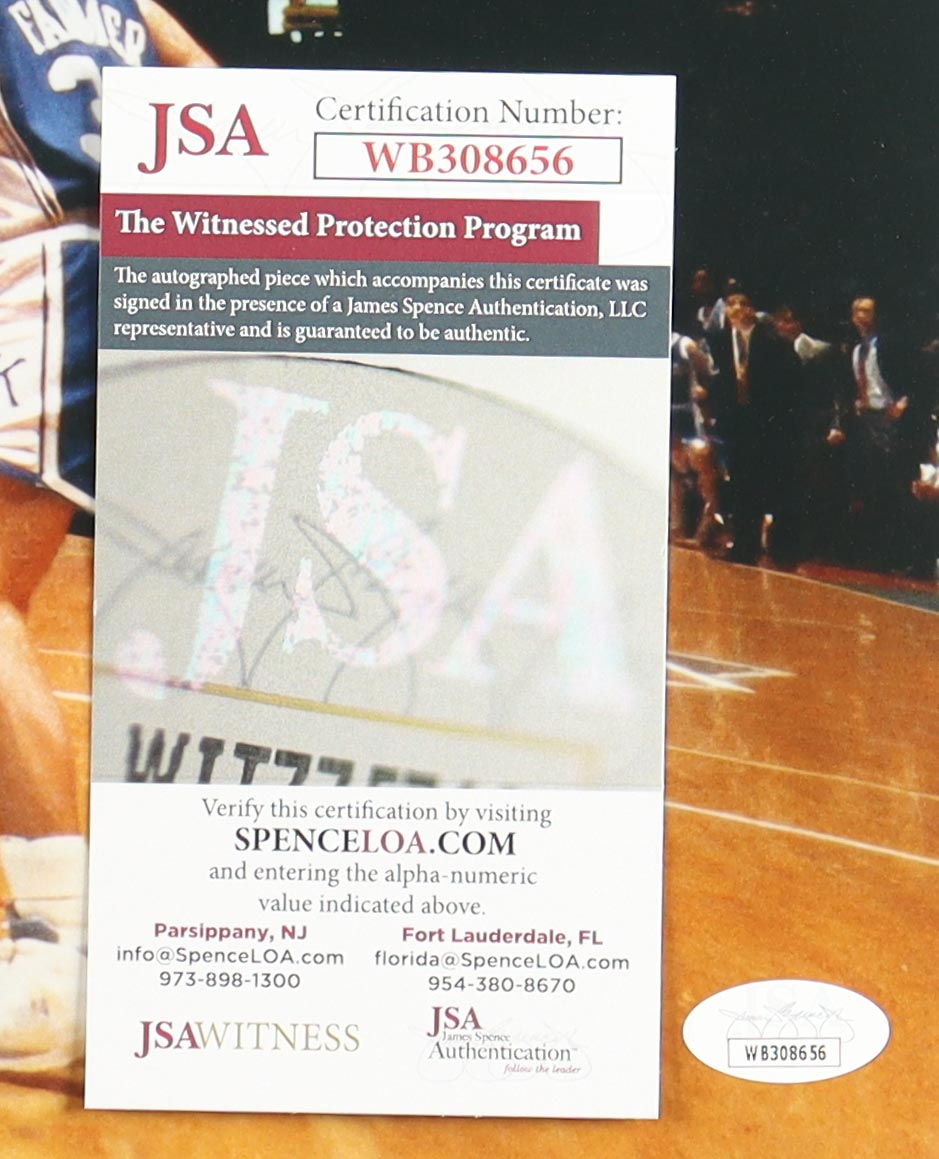 FARMER
3
JSA
Certification Number:
WB308656
The Witnessed Protection Program
The autographed piece which accompanies this certificate was
signed in the presence of a James Spence Authentication, LLC
representative and is guaranteed to be authentic.
JSA
Verify this certification by visiting
SPENCELOA.COM
and entering the alpha-numeric
value indicated above.
Parsippany, NJ
info@SpenceLOA.com
973-898-1300
Fort Lauderdale, FL
florida@SpenceLOA.com
954-380-8670
JSAWITNESS
JSA
James Spence
Authentication™
follow the leader
WB308656